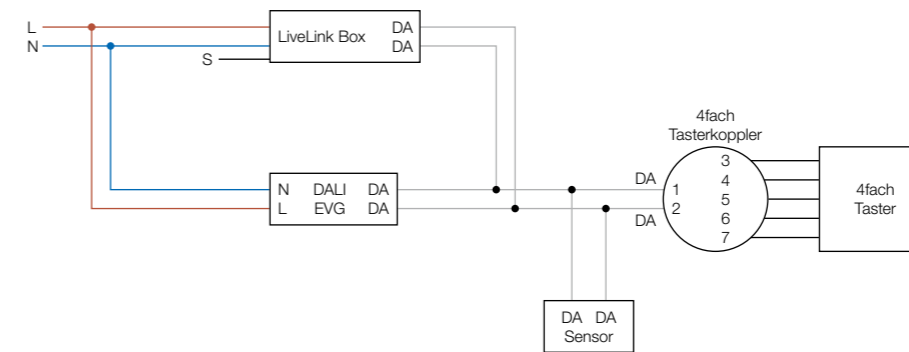 L
N
S
LiveLink Box
DA
DA
N DALI DA
L EVG DA
4fach
Tasterkoppler
DA
DA
1
2
3
4
5
6
7
4fach
Taster
DA DA
Sensor